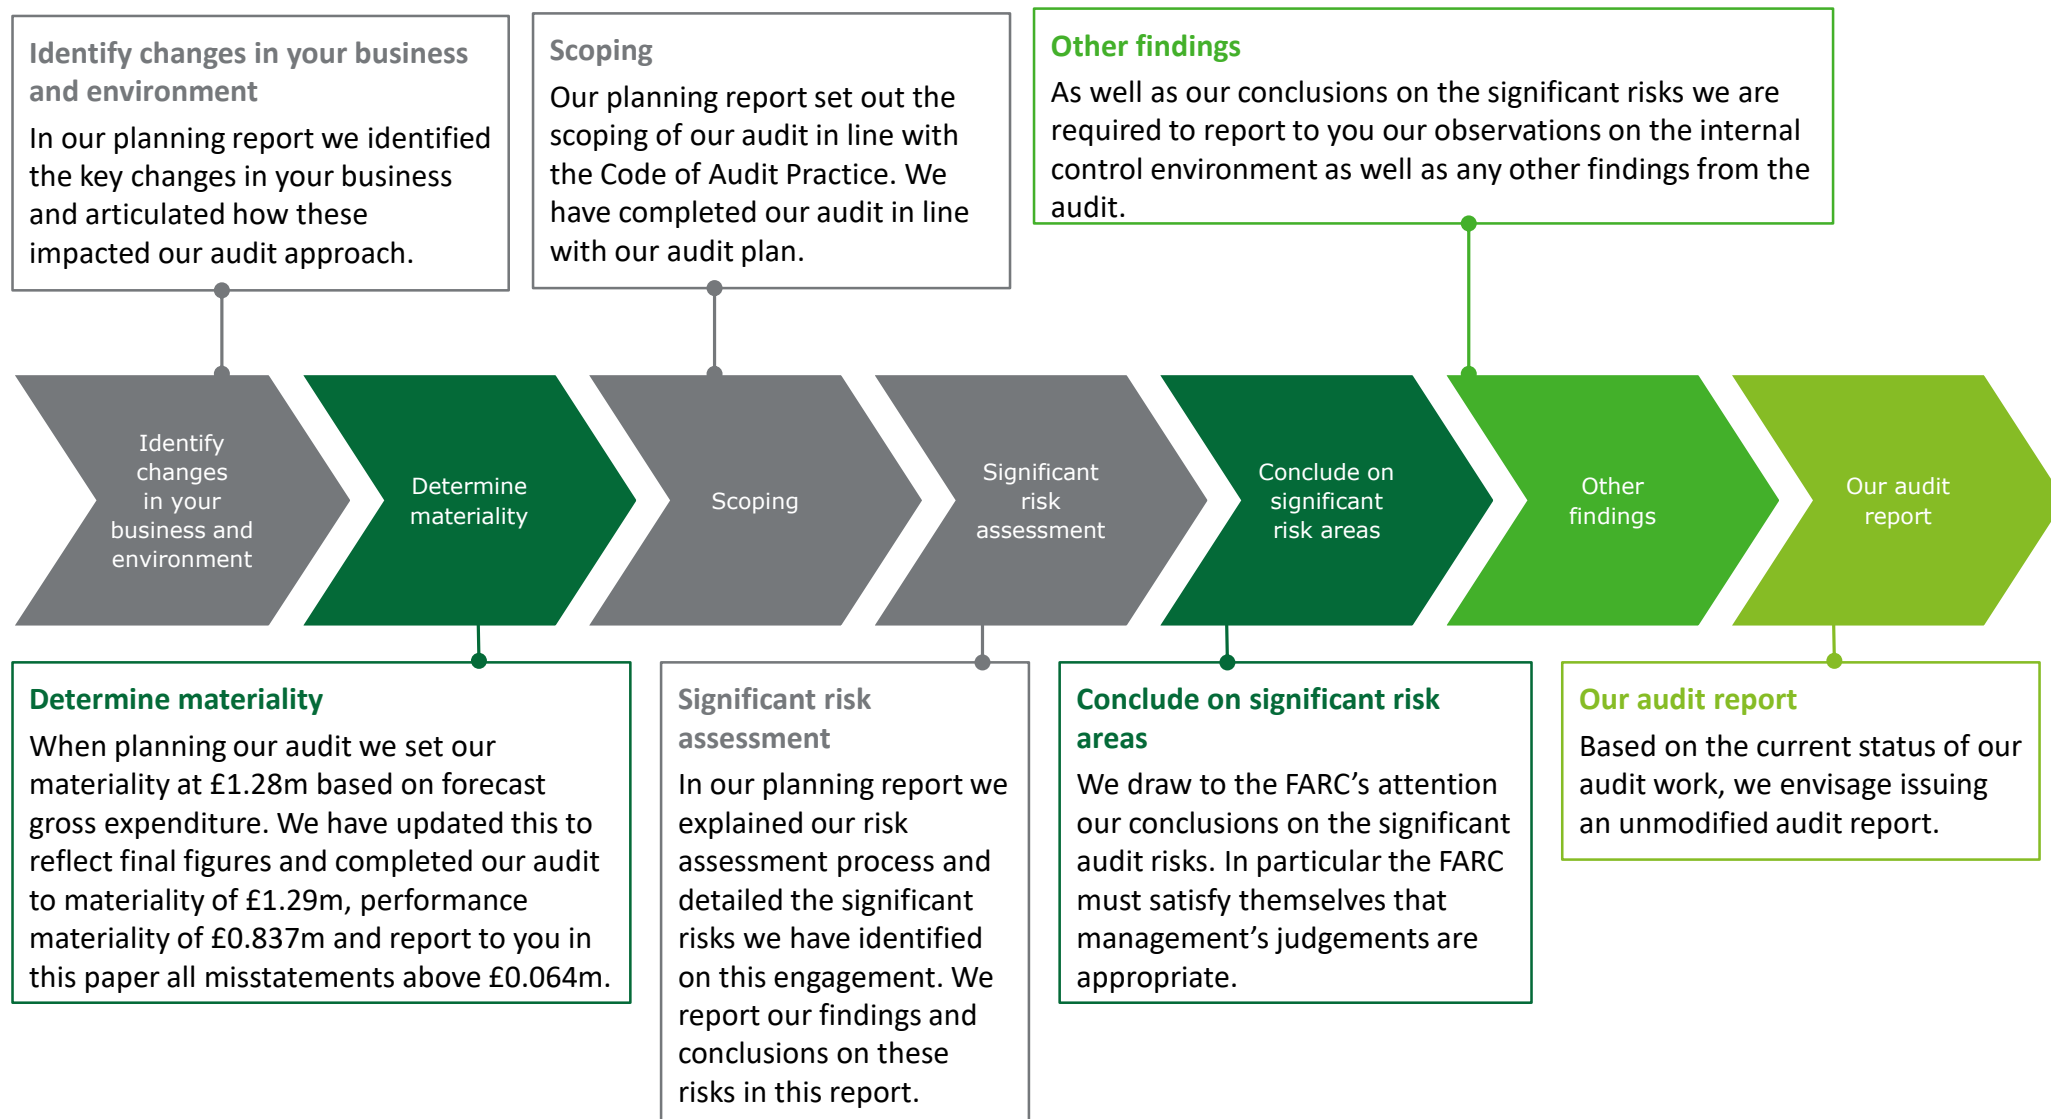 Identify changes in your business
and environment
In our planning report we identified
the key changes in your business
and articulated how these
impacted our audit approach.
Scoping
Our planning report set out the
scoping of our audit in line with
the Code of Audit Practice. We
have completed our audit in line
with our audit plan.
Other findings
As well as our conclusions on the significant risks we are
required to report to you our observations on the internal
control environment as well as any other findings from the
audit.
Identify
changes
in your
business and
environment
Determine
materiality
Scoping
Significant
risk
assessment
Conclude on
significant
risk areas
Other
findings
Our audit
report
Determine materiality
When planning our audit we set our
materiality at £1.28m based on forecast
gross expenditure. We have updated this to
reflect final figures and completed our audit
to materiality of £1.29m, performance
materiality of £0.837m and report to you in
this paper all misstatements above £0.064m.
Significant risk
assessment
In our planning report we
explained our risk
assessment process and
detailed the significant
risks we have identified
on this engagement. We
report our findings and
conclusions on these
risks in this report.
Conclude on significant risk
areas
We draw to the FARC’s attention
our conclusions on the significant
audit risks. In particular the FARC
must satisfy themselves that
management’s judgements are
appropriate.
Our audit report
Based on the current status of our
audit work, we envisage issuing
an unmodified audit report.